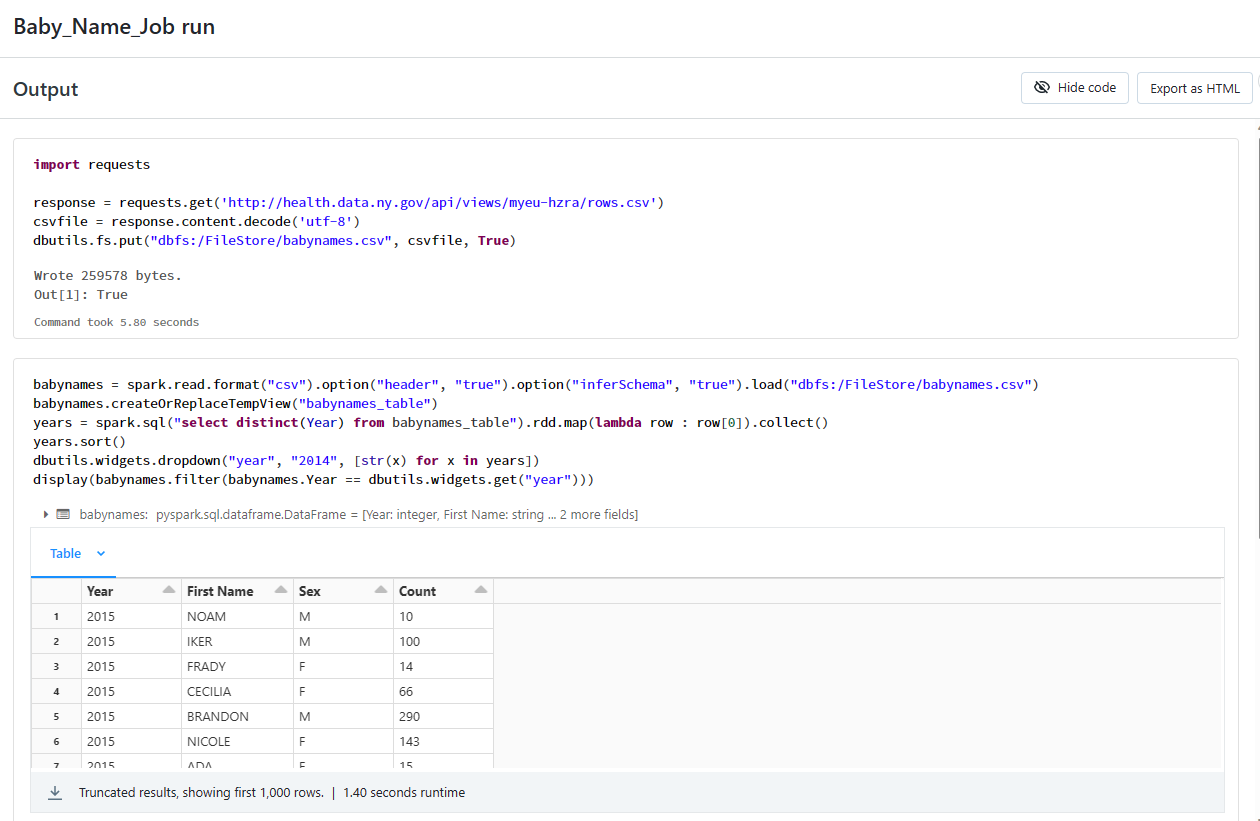 Baby_Name_Job run
Output
Hide code
Export as HTML
import requests
response = requests.get('http://health.data.ny.gov/api/views/myeu-hzra/rows.csv')
csvfile = response.content.decode('utf-8')
dbutils.fs.put("dbfs:/FileStore/babynames.csv", csvfile, True)
Wrote 259578 bytes.
Out[1]: True
Command took 5.80 seconds
babynames = spark.read.format("csv").option("header", "true").option("inferSchema", "true").load("dbfs:/FileStore/babynames.csv")
babynames.createOrReplaceTempView("babynames_table")
years = spark.sql("select distinct(Year) from babynames_table").rdd.map(lambda row : row[0]).collect()
years.sort()
dbutils.widgets.dropdown("year", "2014", [str(x) for x in years])
display(babynames.filter(babynames.Year == dbutils.widgets.get("year")))
babynames: pyspark.sql.dataframe.DataFrame = [Year: integer, First Name: string ... 2 more fields]
Table
Year First Name Sex Count
1 2015 NOAM M 10
2 2015 IKER M 100
3 2015 FRADY F 14
4 2015 CECILIA F 66
5 2015 BRANDON M 290
6 2015 NICOLE F 143
7 2015 ADA F 15
Truncated results, showing first 1,000 rows. | 1.40 seconds runtime